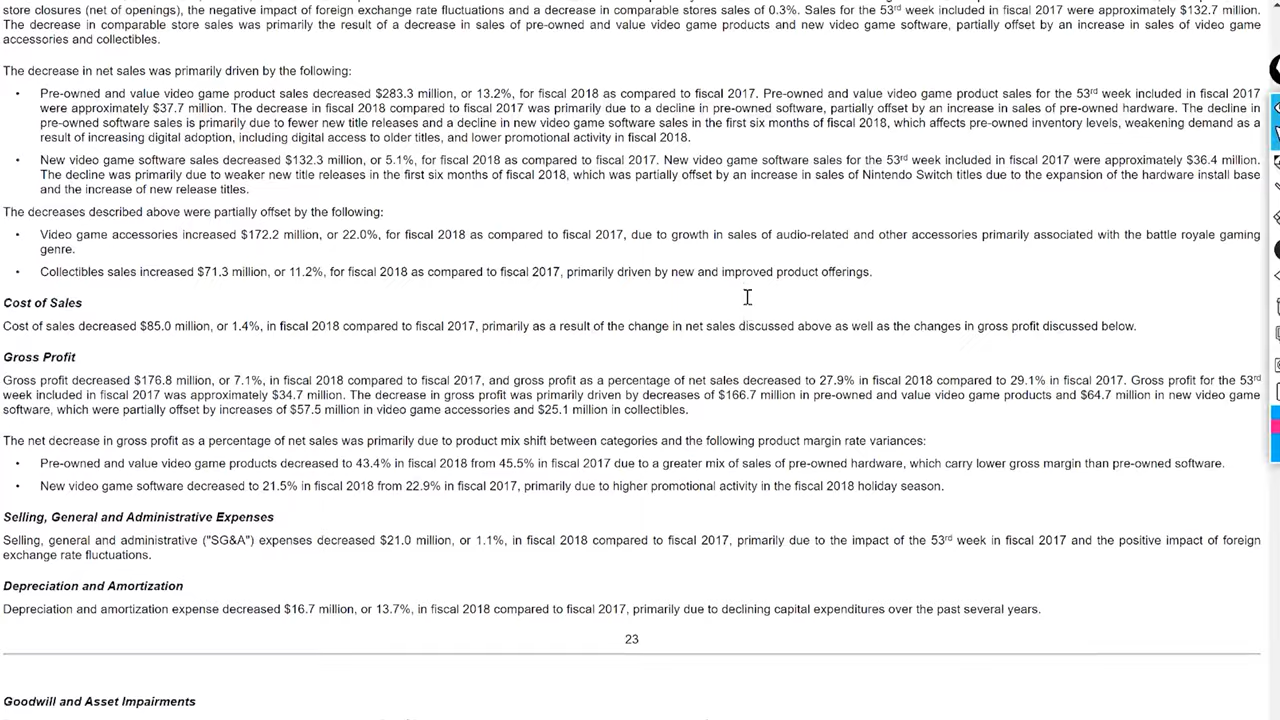 store closures (net of openings), the negative impact of foreign exchange rate fluctuations and a decrease in comparable stores sales of 0.3%. Sales for the 53rd week included in fiscal 2017 were approximately $132.7 million.
The decrease in comparable store sales was primarily the result of a decrease in sales of pre-owned and value video game products and new video game software, partially offset by an increase in sales of video game
accessories and collectibles.
The decrease in net sales was primarily driven by the following:
• Pre-owned and value video game product sales decreased $283.3 million, or 13.2%, for fiscal 2018 as compared to fiscal 2017. Pre-owned and value video game product sales for the 53rd week included in fiscal 2017
were approximately $37.7 million. The decrease in fiscal 2018 compared to fiscal 2017 was primarily due to a decline in pre-owned software, partially offset by an increase in sales of pre-owned hardware. The decline in
pre-owned software sales is primarily due to fewer new title releases and a decline in new video game software sales in the first six months of fiscal 2018, which affects pre-owned inventory levels, weakening demand as a
result of increasing digital adoption, including digital access to older titles, and lower promotional activity in fiscal 2018.
• New video game software sales decreased $132.3 million, or 5.1%, for fiscal 2018 as compared to fiscal 2017. New video game software sales for the 53rd week included in fiscal 2017 were approximately $36.4 million.
The decline was primarily due to weaker new title releases in the first six months of fiscal 2018, which was partially offset by an increase in sales of Nintendo Switch titles due to the expansion of the hardware install base
and the increase of new release titles.
The decreases described above were partially offset by the following:
• Video game accessories increased $172.2 million, or 22.0%, for fiscal 2018 as compared to fiscal 2017, due to growth in sales of audio-related and other accessories primarily associated with the battle royale gaming
genre.
• Collectibles sales increased $71.3 million, or 11.2%, for fiscal 2018 as compared to fiscal 2017, primarily driven by new and improved product offerings.
Cost of Sales
Cost of sales decreased $85.0 million, or 1.4%, in fiscal 2018 compared to fiscal 2017, primarily as a result of the change in net sales discussed above as well as the changes in gross profit discussed below.
Gross Profit
Gross profit decreased $176.8 million, or 7.1%, in fiscal 2018 compared to fiscal 2017, and gross profit as a percentage of net sales decreased to 27.9% in fiscal 2018 compared to 29.1% in fiscal 2017. Gross profit for the 53rd
week included in fiscal 2017 was approximately $34.7 million. The decrease in gross profit was primarily driven by decreases of $166.7 million in pre-owned and value video game products and $64.7 million in new video game
software, which were partially offset by increases of $57.5 million in video game accessories and $25.1 million in collectibles.
The net decrease in gross profit as a percentage of net sales was primarily due to product mix shift between categories and the following product margin rate variances:
• Pre-owned and value video game products decreased to 43.4% in fiscal 2018 from 45.5% in fiscal 2017 due to a greater mix of sales of pre-owned hardware, which carry lower gross margin than pre-owned software.
• New video game software decreased to 21.5% in fiscal 2018 from 22.9% in fiscal 2017, primarily due to higher promotional activity in the fiscal 2018 holiday season.
Selling, General and Administrative Expenses
Selling, general and administrative ("SG&A") expenses decreased $21.0 million, or 1.1%, in fiscal 2018 compared to fiscal 2017, primarily due to the impact of the 53rd week in fiscal 2017 and the positive impact of foreign
exchange rate fluctuations.
Depreciation and Amortization
Depreciation and amortization expense decreased $16.7 million, or 13.7%, in fiscal 2018 compared to fiscal 2017, primarily due to declining capital expenditures over the past several years.
23
Goodwill and Asset Impairments